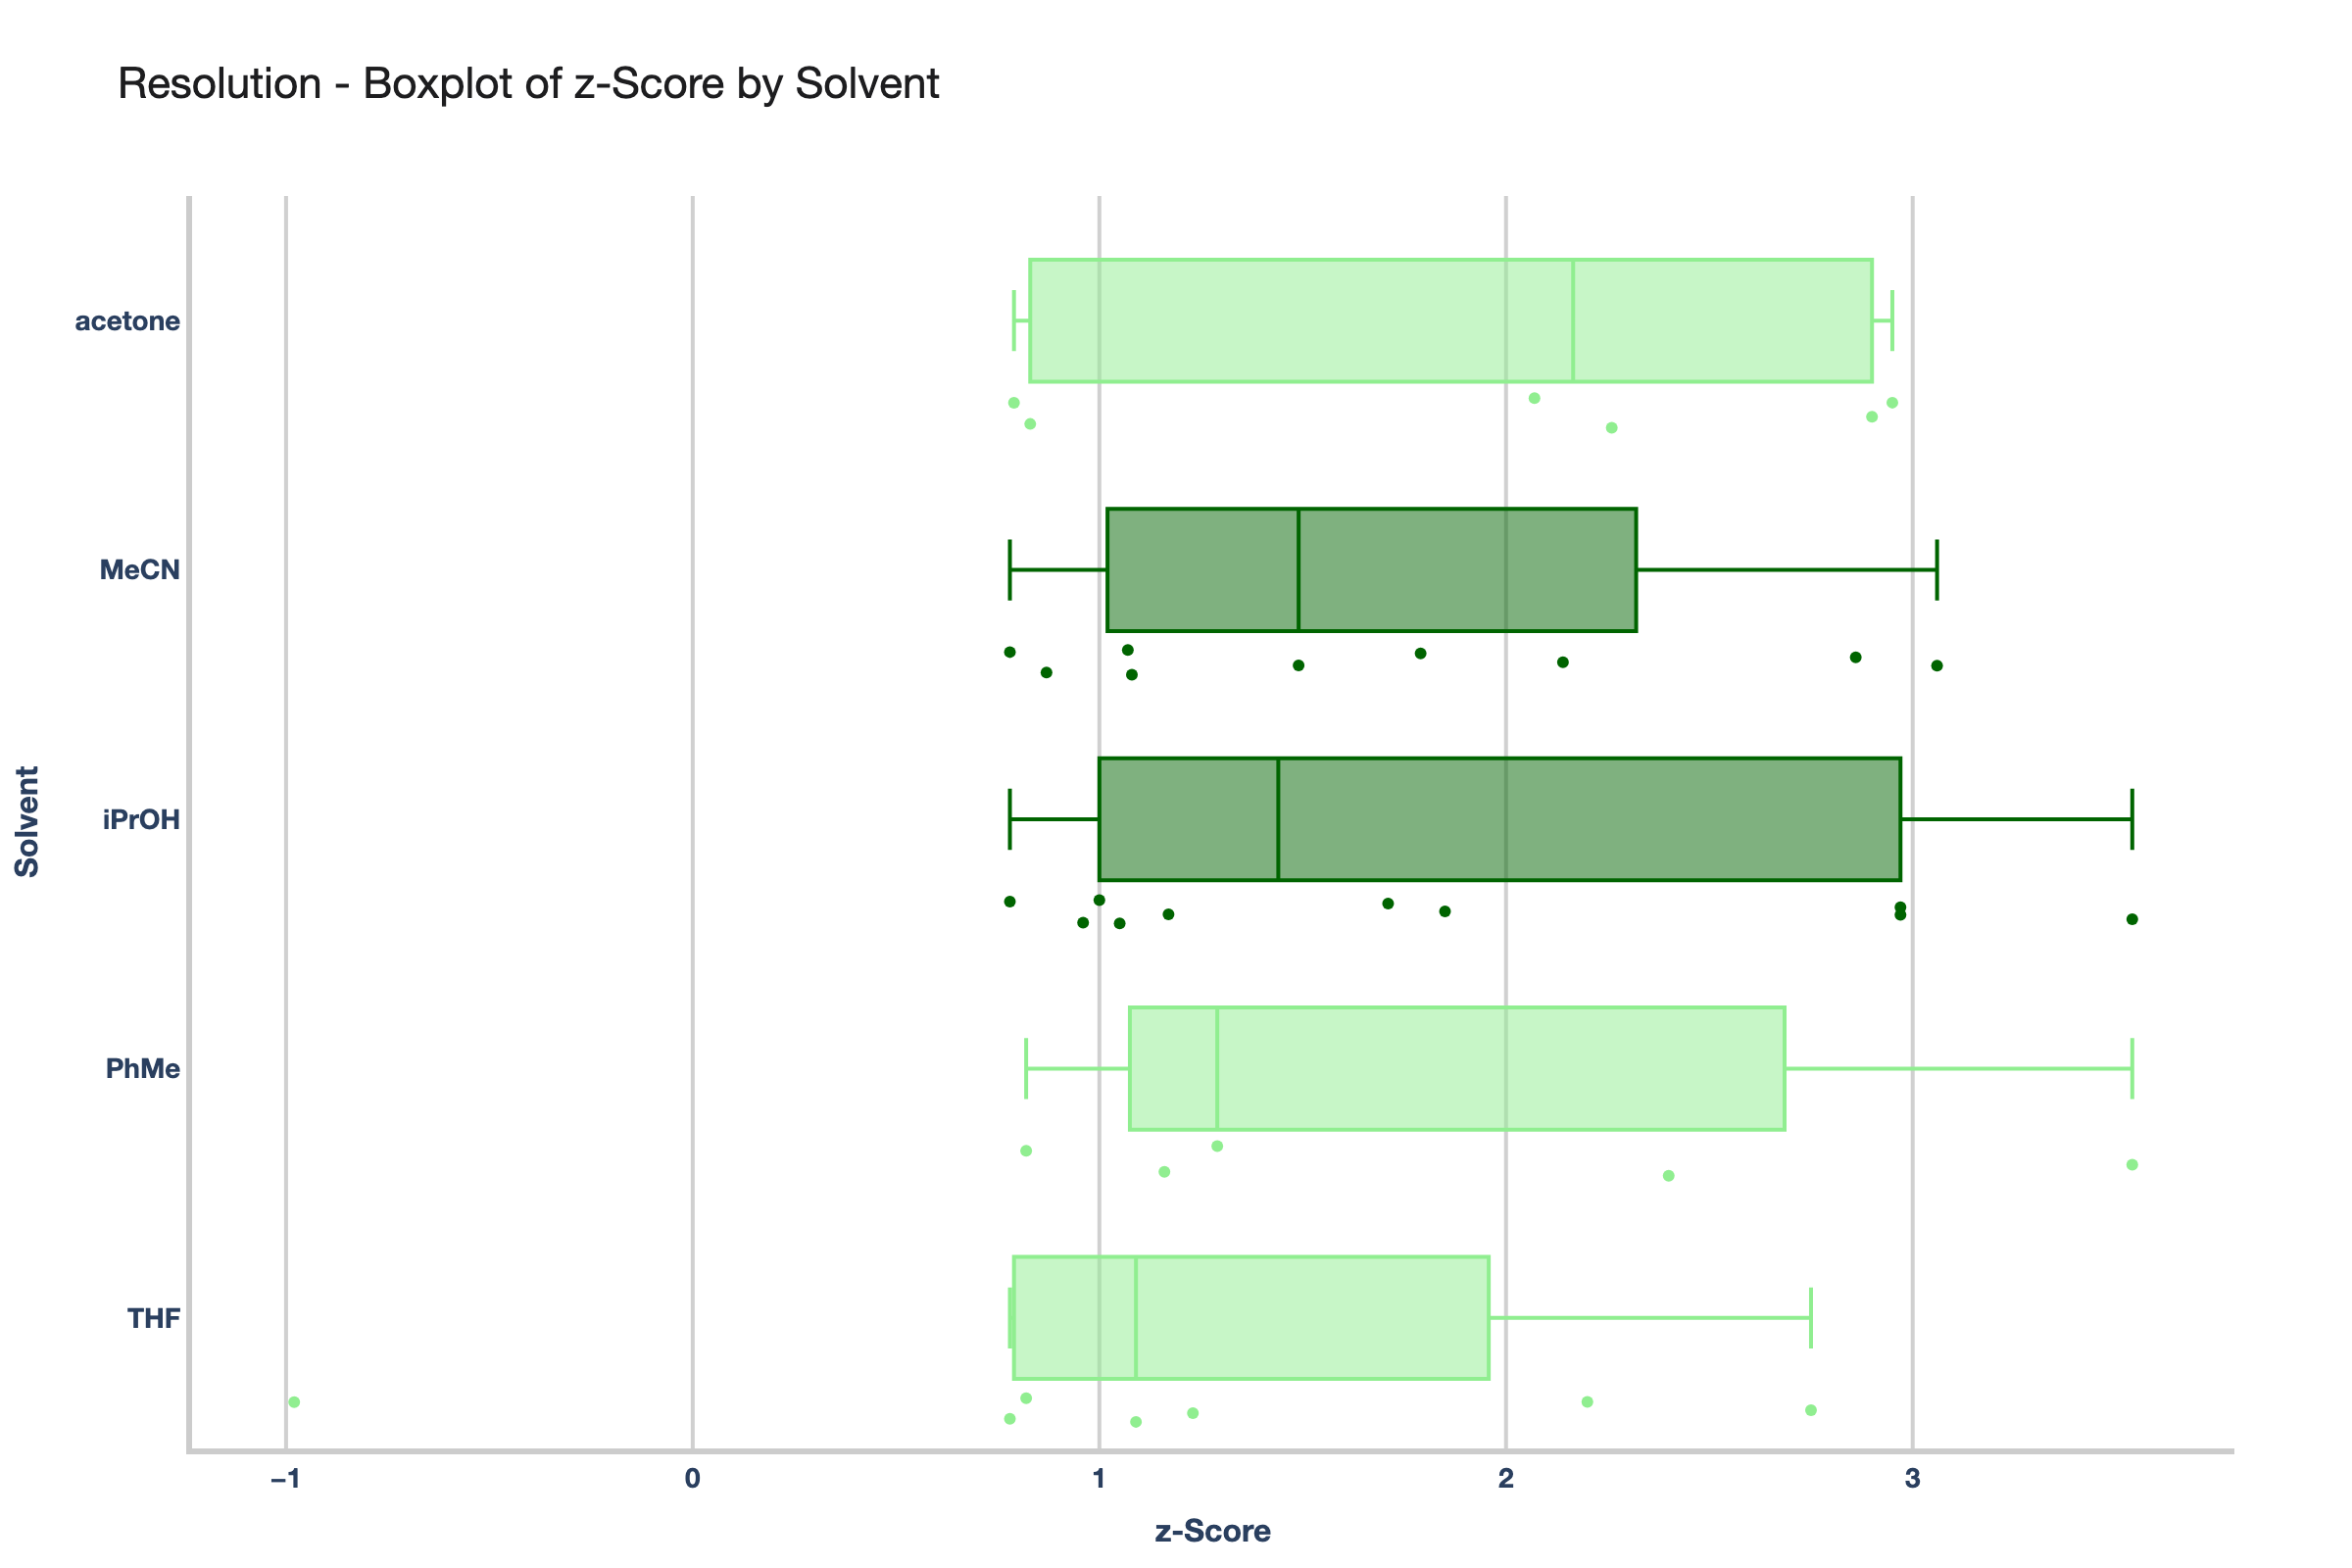 Resolution - Boxplot of z-Score by Solvent
acetone
MeCN
iPrOH
PhMe
THF
Solvent
−1
0
1
2
3
z-Score